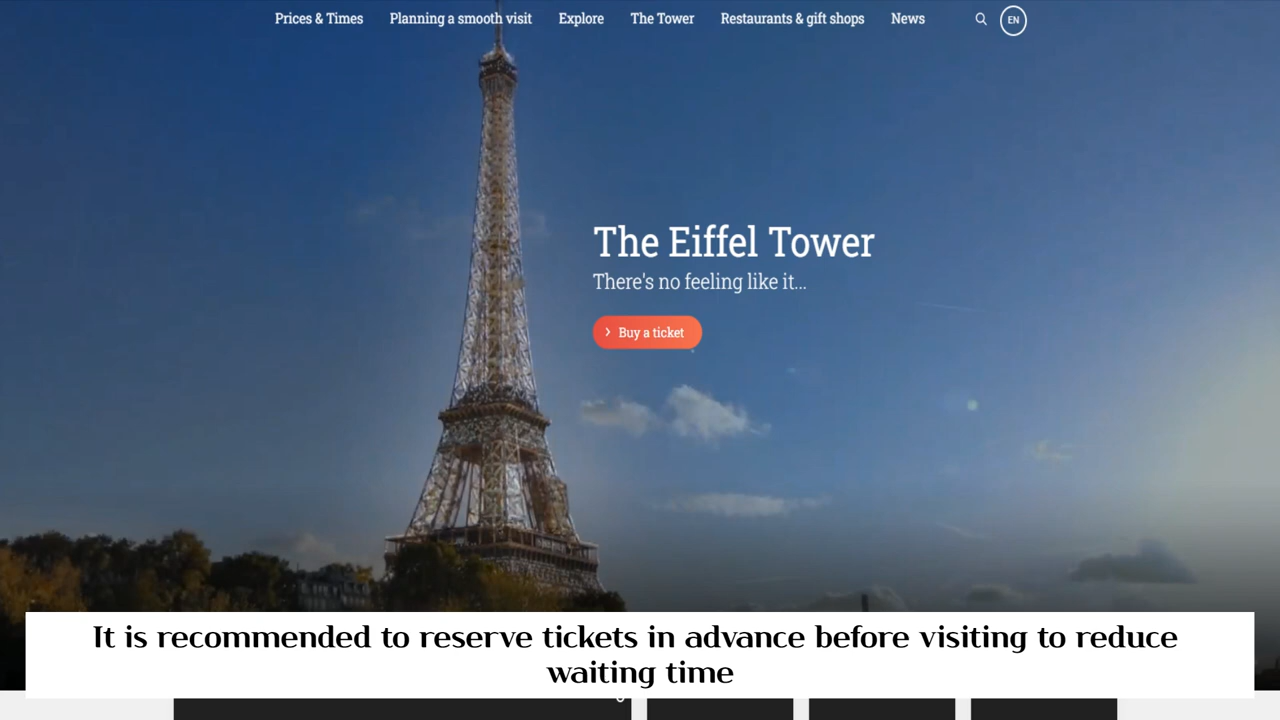 Prices & Times Planning a smooth visit Explore The Tower Restaurants & gift shops News EN
The Eiffel Tower
There's no feeling like it...
Buy a ticket
It is recommended to reserve tickets in advance before visiting to reduce
waiting time